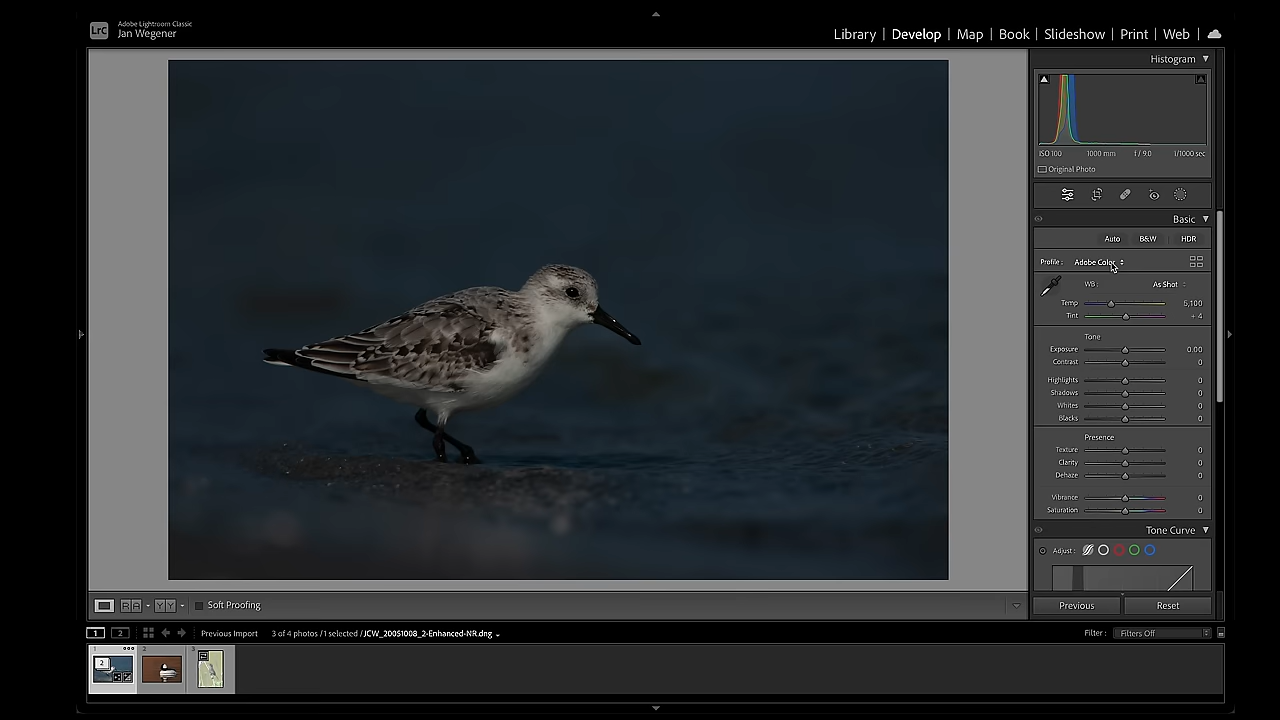 LrC
Adobe Lightroom Classic
Jan Wegener
Library | Develop | Map | Book | Slideshow | Print | Web
Histogram
ISO 100 1000 mm f / 9.0 1/1000 sec
Original Photo
Basic
Auto B&W HDR
Profile : Adobe Color
WB : As Shot
Temp 5,100
Tint + 4
Tone
Exposure 0.00
Contrast 0
Highlights 0
Shadows 0
Whites 0
Blacks 0
Presence
Texture 0
Clarity 0
Dehaze 0
Vibrance 0
Saturation 0
Tone Curve
Adjust :
Previous Reset
R A Y Y Soft Proofing
1 2 Previous Import 3 of 4 photos /1 selected /JCW_20051008_2-Enhanced-NR.dng
Filter : Filters Off
1 2 3
2